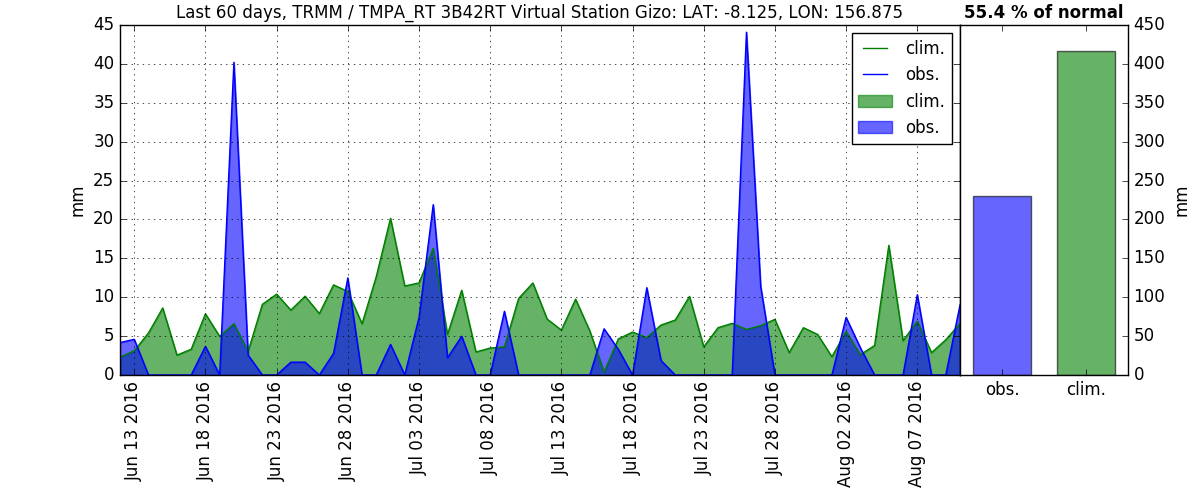 Last 60 days, TRMM / TMPA_RT 3B42RT Virtual Station Gizo: LAT: -8.125, LON: 156.875
55.4 % of normal
45
40
35
30
25
20
15
10
5
0
mm
clim.
obs.
clim.
obs.
450
400
350
300
250
200
150
100
50
0
mm
Jun 13 2016
Jun 18 2016
Jun 23 2016
Jun 28 2016
Jul 03 2016
Jul 08 2016
Jul 13 2016
Jul 18 2016
Jul 23 2016
Jul 28 2016
Aug 02 2016
Aug 07 2016
obs.
clim.